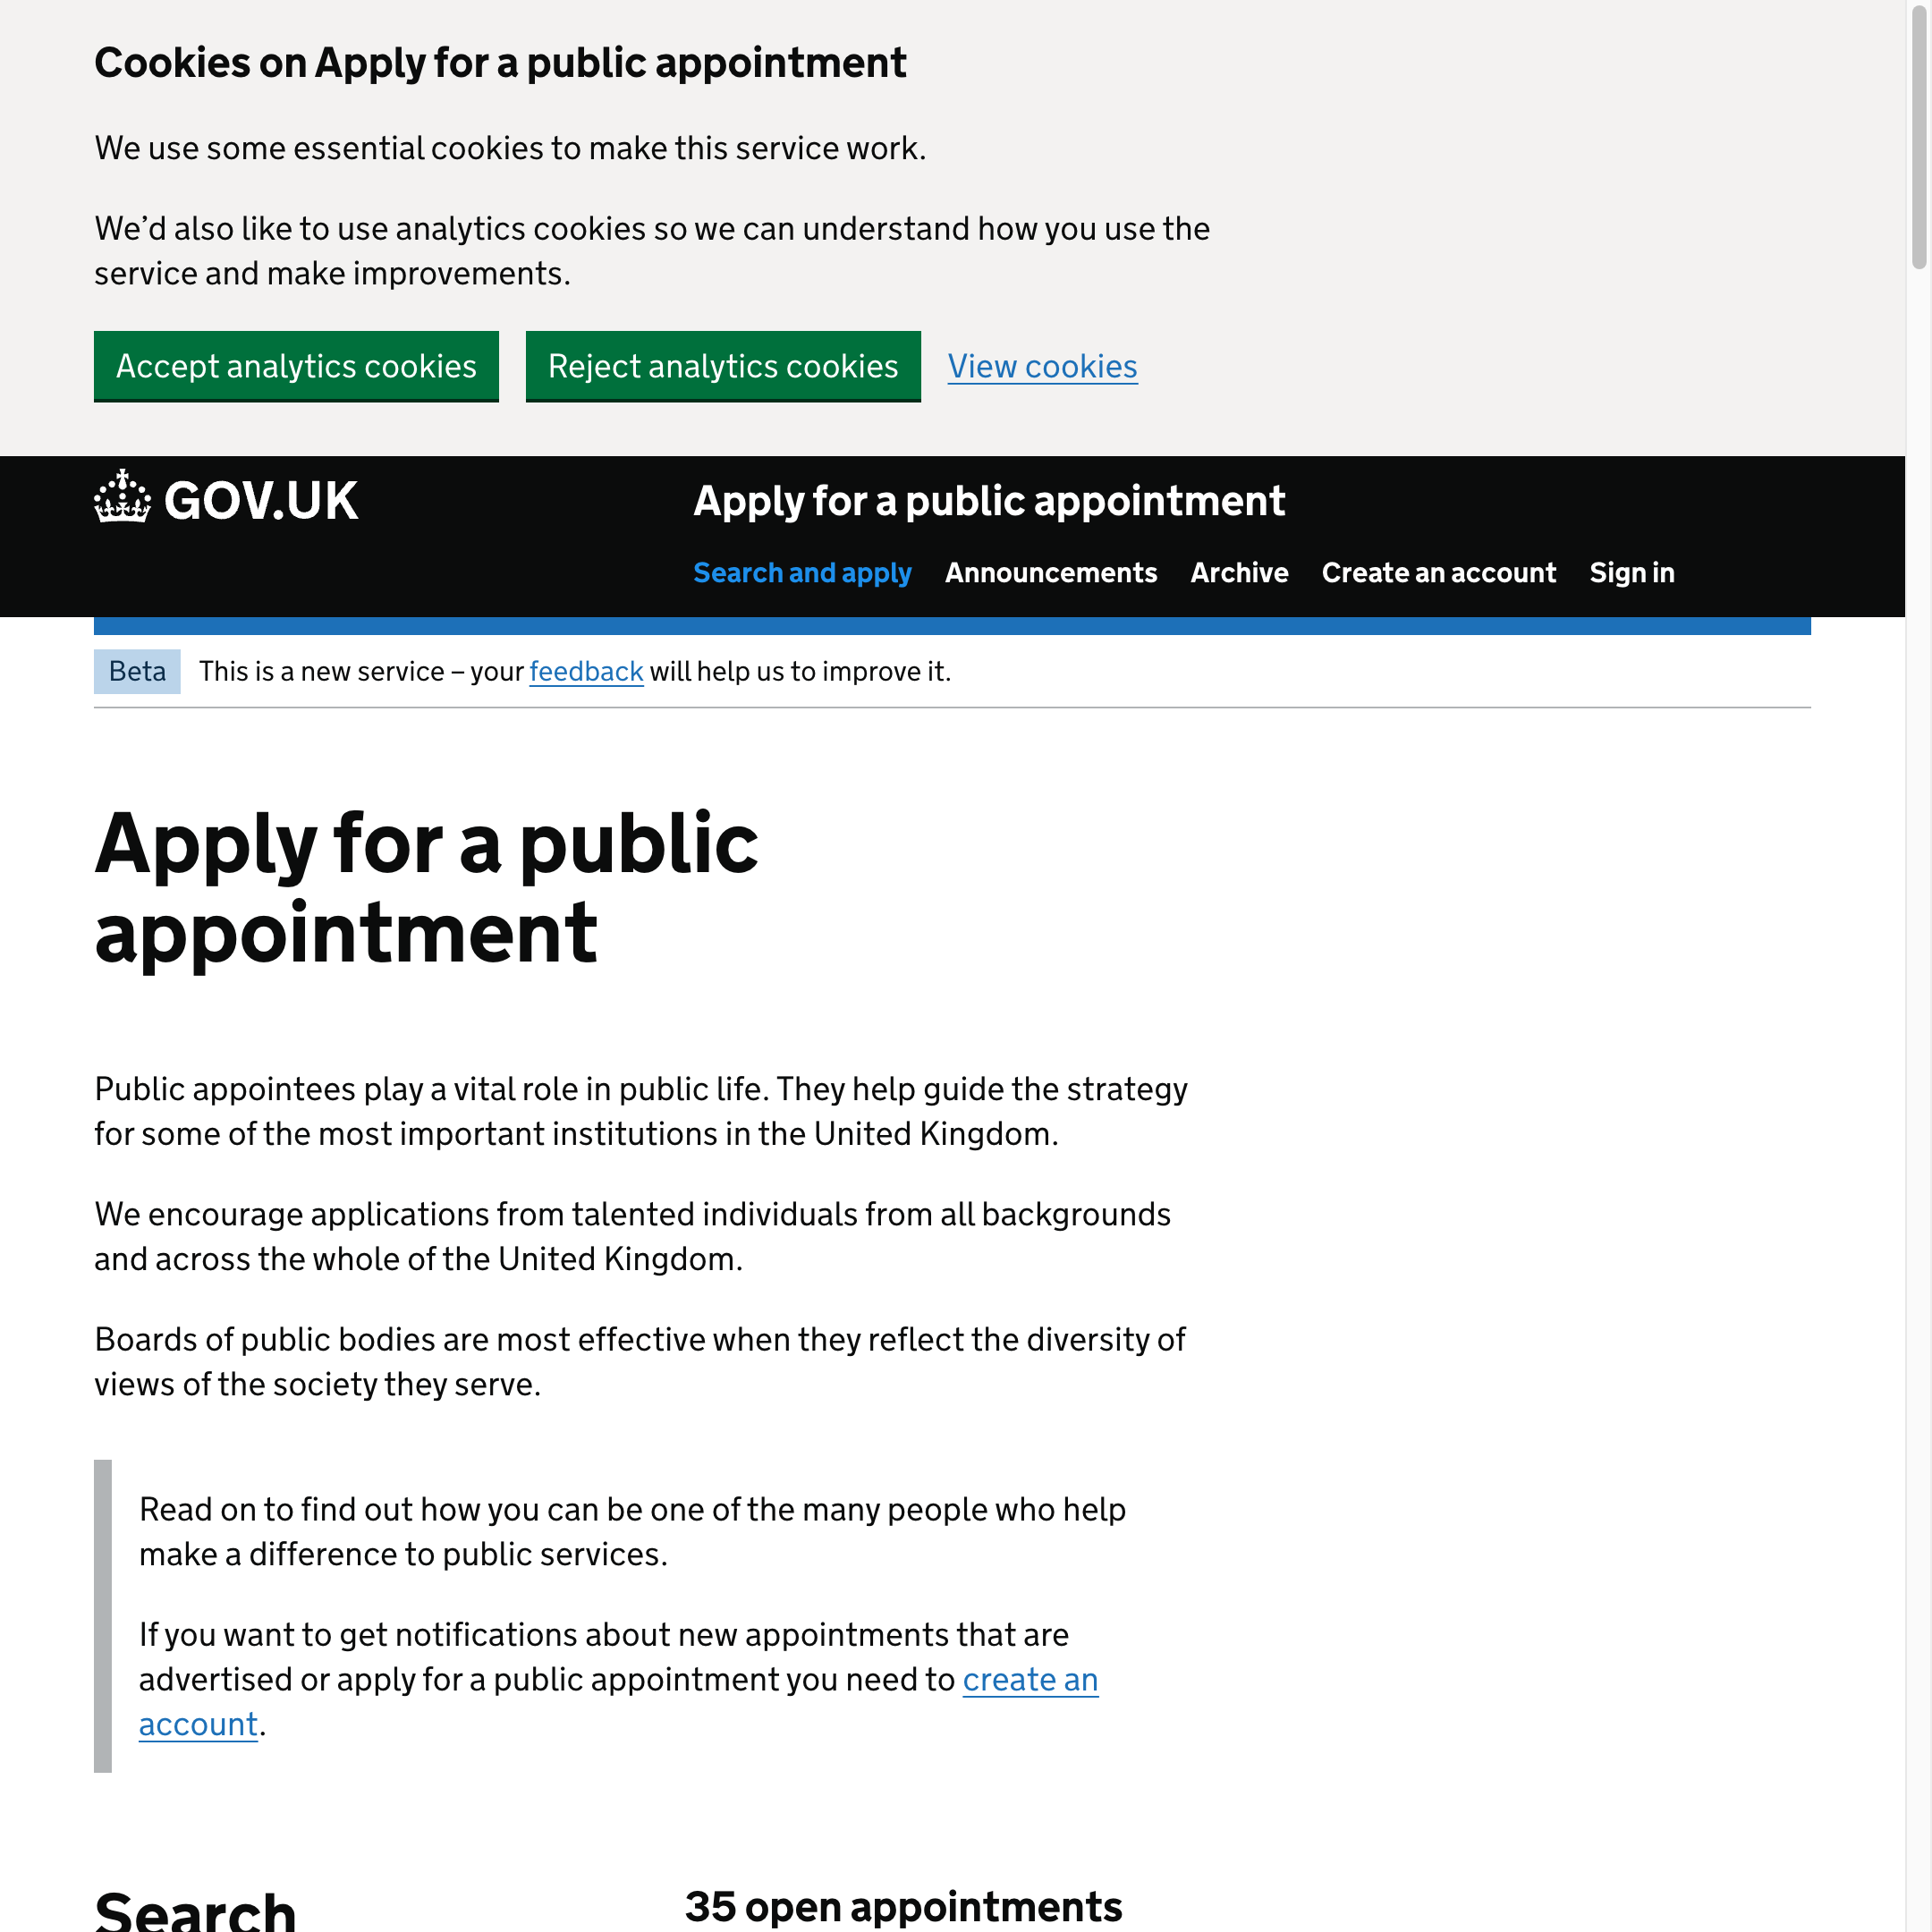 Cookies on Apply for a public appointment
We use some essential cookies to make this service work.
We’d also like to use analytics cookies so we can understand how you use the
service and make improvements.
Accept analytics cookies
Reject analytics cookies
View cookies
GOV.UK
Apply for a public appointment
Search and apply
Announcements
Archive
Create an account
Sign in
Beta
This is a new service – your feedback will help us to improve it.
Apply for a public
appointment
Public appointees play a vital role in public life. They help guide the strategy
for some of the most important institutions in the United Kingdom.
We encourage applications from talented individuals from all backgrounds
and across the whole of the United Kingdom.
Boards of public bodies are most effective when they reflect the diversity of
views of the society they serve.
Read on to find out how you can be one of the many people who help
make a difference to public services.
If you want to get notifications about new appointments that are
advertised or apply for a public appointment you need to create an
account.
Search
35 open appointments